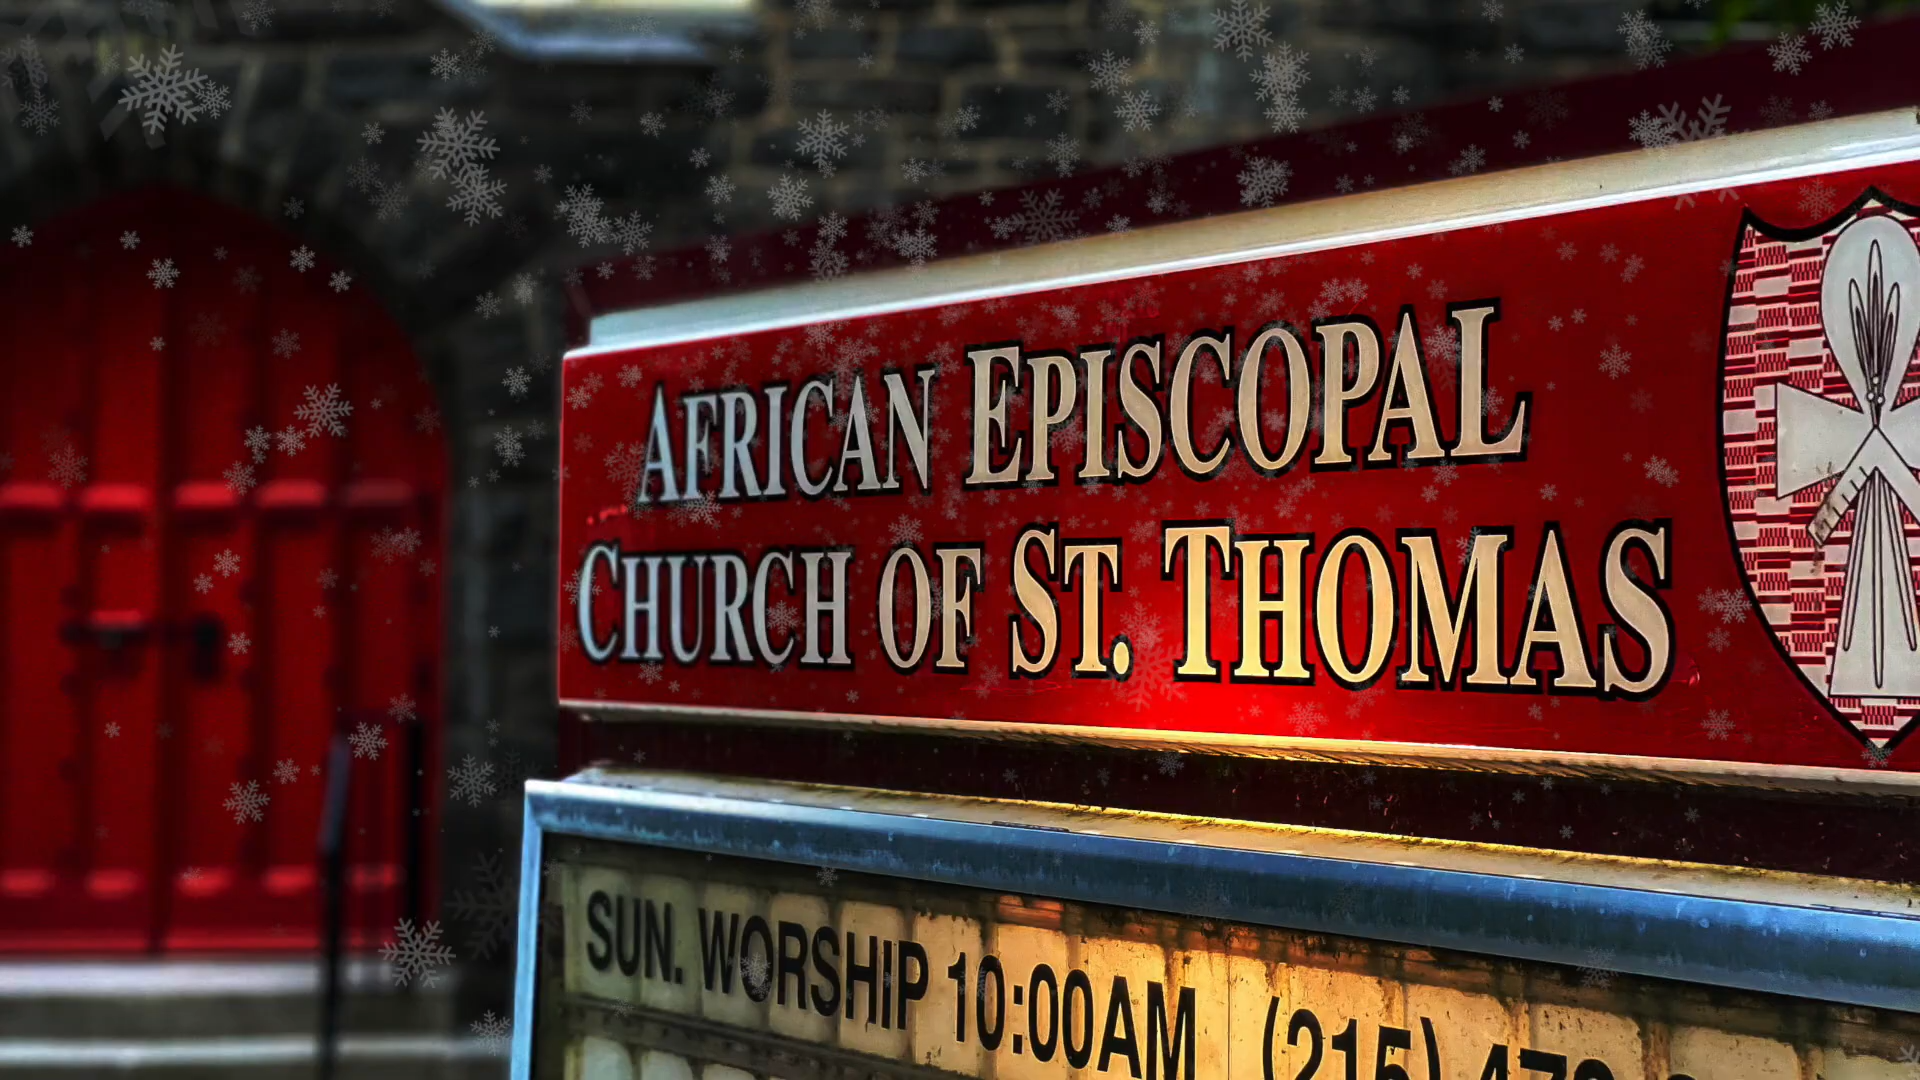 AFRICAN EPISCOPAL
CHURCH OF ST. THOMAS
SUN. WORSHIP 10:00AM (215)